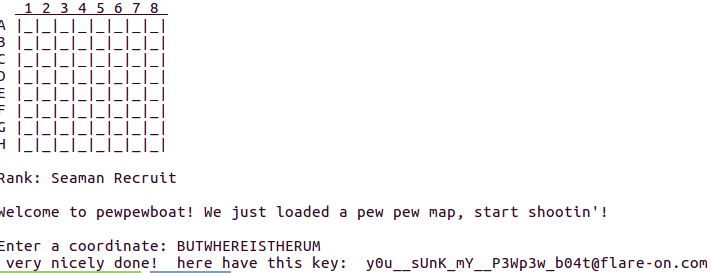 1 2 3 4 5 6 7 8
A |_|_|_|_|_|_|_|_|
B |_|_|_|_|_|_|_|_|
C |_|_|_|_|_|_|_|_|
D |_|_|_|_|_|_|_|_|
E |_|_|_|_|_|_|_|_|
F |_|_|_|_|_|_|_|_|
G |_|_|_|_|_|_|_|_|
H |_|_|_|_|_|_|_|_|
Rank: Seaman Recruit
Welcome to pewpewboat! We just loaded a pew pew map, start shootin'!
Enter a coordinate: BUTWHEREISTHERUM
very nicely done!  here have this key:  y0u__sUnK_mY__P3Wp3w_b04t@flare-on.com